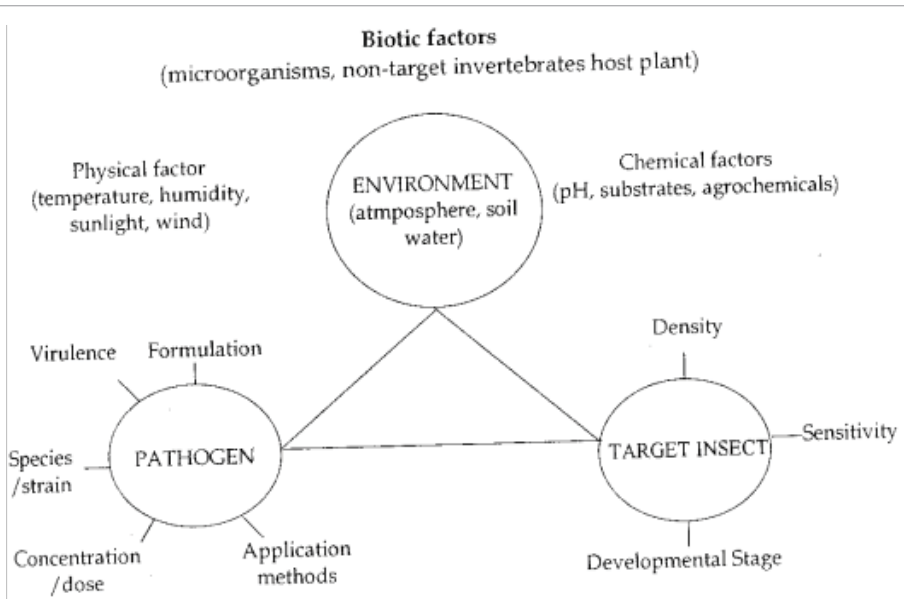 Biotic factors
(microorganisms, non-target invertebrates host plant)
Physical factor
(temperature, humidity,
sunlight, wind)
ENVIRONMENT
(atmposphere, soil
water)
Chemical factors
(pH, substrates, agrochemicals)
Virulence
Formulation
Species
/strain
PATHOGEN
Concentration
/dose
Application
methods
Density
TARGET INSECT
Sensitivity
Developmental Stage